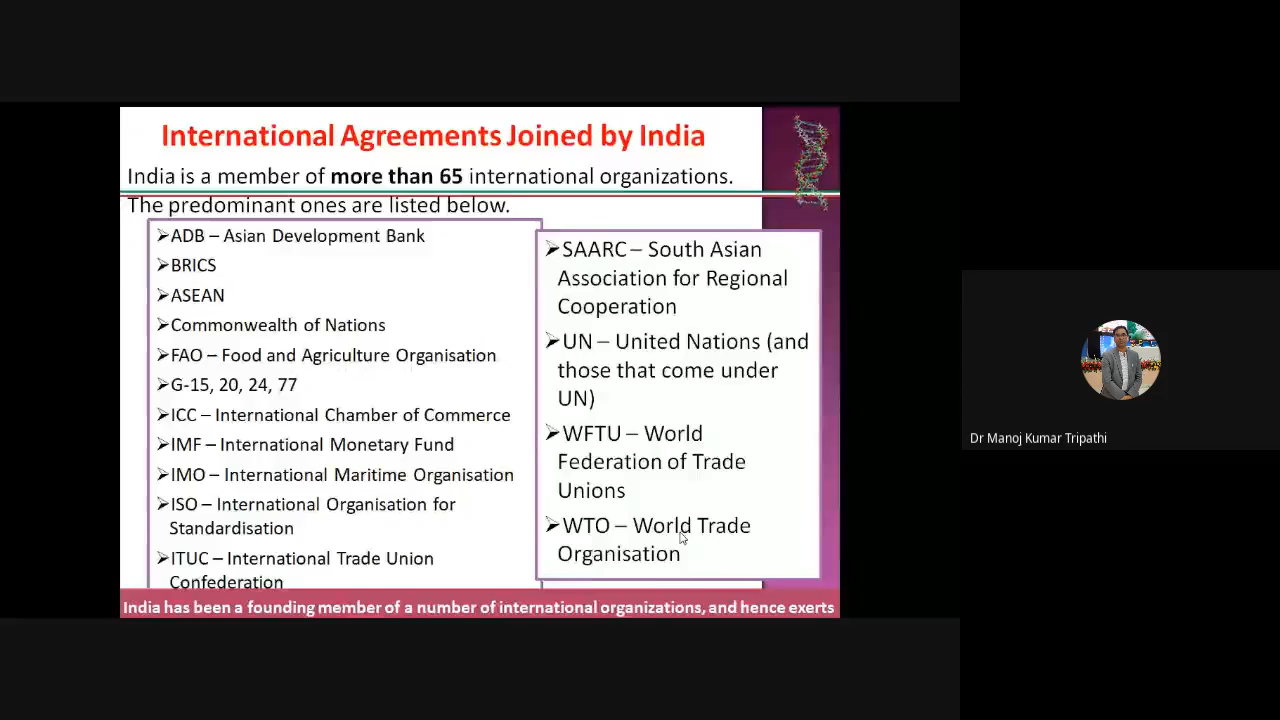 International Agreements Joined by India
India is a member of more than 65 international organizations.
The predominant ones are listed below.
➢ADB – Asian Development Bank
➢BRICS
➢ASEAN
➢Commonwealth of Nations
➢FAO – Food and Agriculture Organisation
➢G-15, 20, 24, 77
➢ICC – International Chamber of Commerce
➢IMF – International Monetary Fund
➢IMO – International Maritime Organisation
➢ISO – International Organisation for
Standardisation
➢ITUC – International Trade Union
Confederation
➢SAARC – South Asian
Association for Regional
Cooperation
➢UN – United Nations (and
those that come under
UN)
➢WFTU – World
Federation of Trade
Unions
➢WTO – World Trade
Organisation
India has been a founding member of a number of international organizations, and hence exerts
Dr Manoj Kumar Tripathi